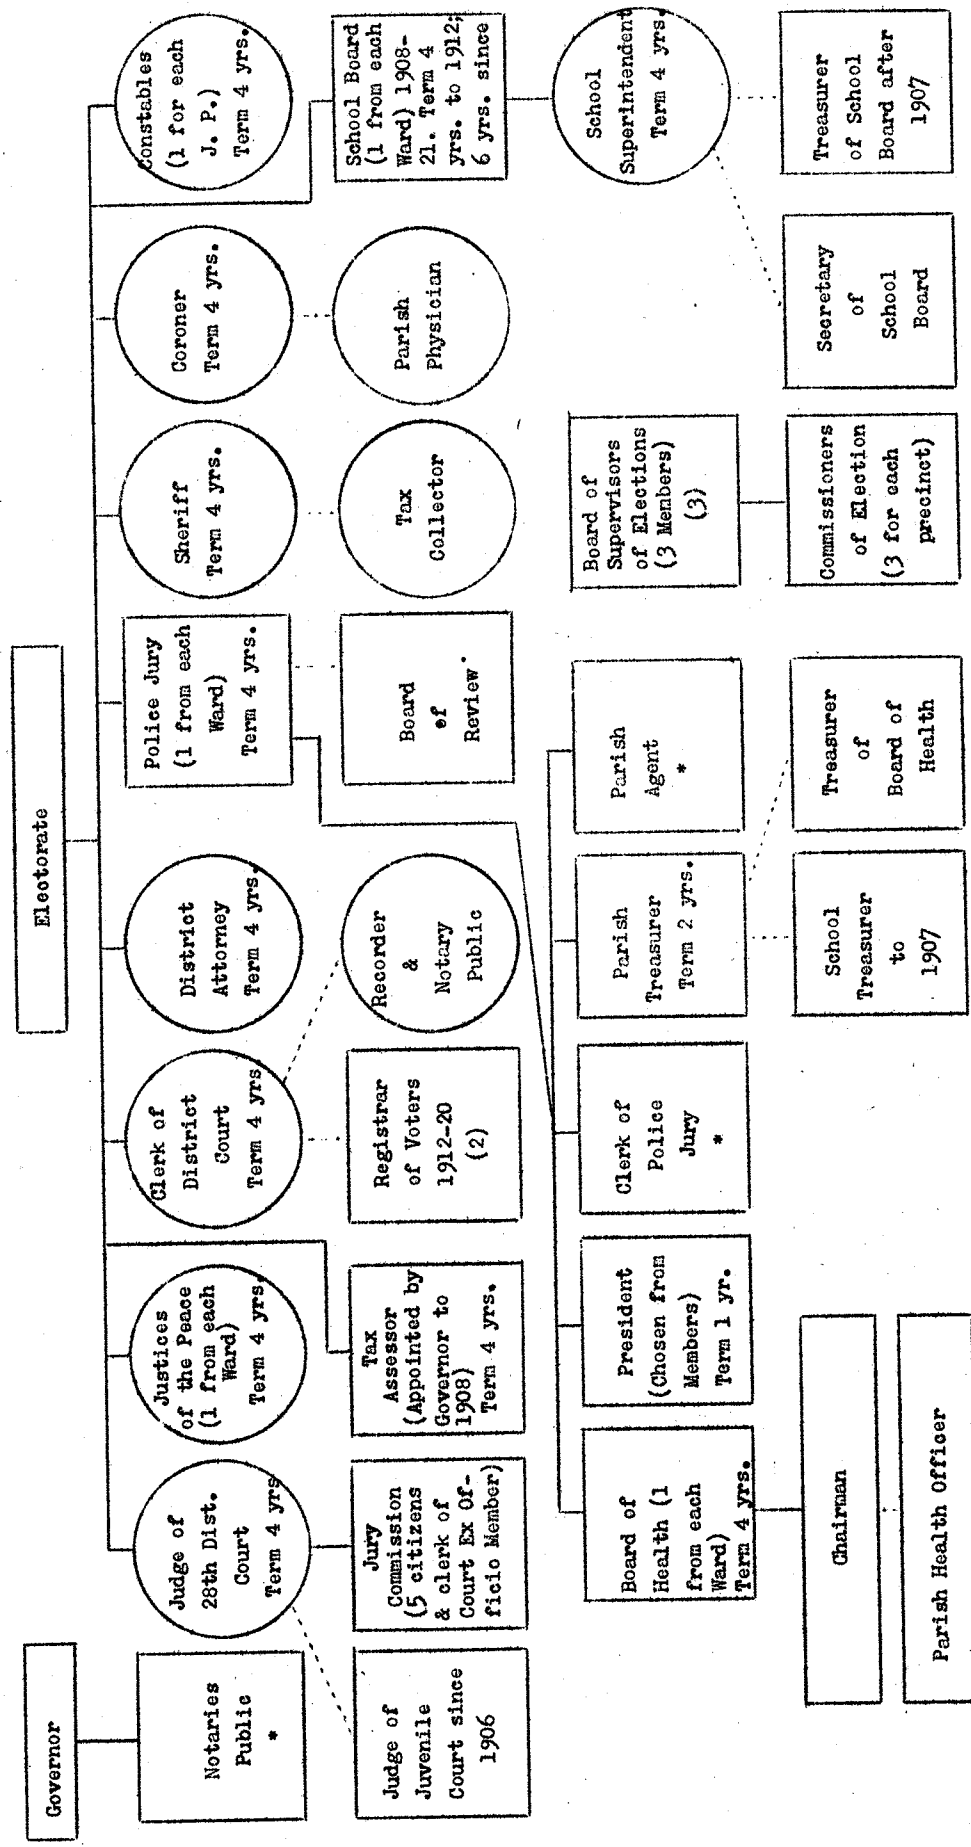 Governor
Electorate
Notaries
Public
*
Judge of
28th Dist.
Court
Term 4 yrs
Justices
of the Peace
(1 from each
Ward)
Term 4 yrs.
Clerk of
District
Court
Term 4 yrs
District
Attorney
Term 4 yrs.
Police Jury
(1 from each
Ward)
Term 4 yrs.
Sheriff
Term 4 yrs.
Coroner
Term 4 yrs.
Constables
(1 for each
J. P.)
Term 4 yrs.
Judge of
Juvenile
Court since
1906
Jury
Commission
(5 citizens
& clerk of
Court Ex Of-
ficio Member)
Tax
Assessor
(Appointed by
Governor to
1908)
Term 4 yrs.
Registrar
of Voters
1912-20
(2)
Recorder
&
Notary
Public
Board
of
Review
Tax
Collector
Parish
Physician
School Board
(1 from each
Ward) 1908-
21. Term 4
yrs. to 1912;
6 yrs. since
Board of
Health (1
from each
Ward)
Term 4 yrs.
President
(Chosen from
Members)
Term 1 yr.
Clerk of
Police
Jury
*
Parish
Treasurer
Term 2 yrs.
Parish
Agent
*
Board of
Supervisors
of Elections
(3 Members)
(3)
School
Superintendent
Term 4 yrs.
Chairman
School
Treasurer
to
1907
Treasurer
of
Board of
Health
Commissioners
of Election
(3 for each
precinct)
Secretary
of
School
Board
Treasurer
of School
Board after
1907
Parish Health Officer